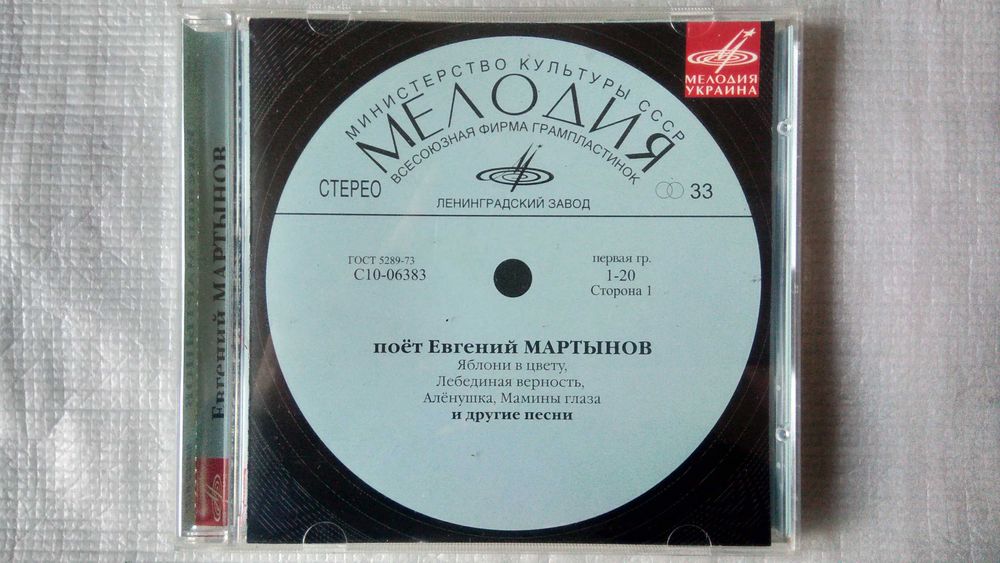 МИНИСТЕРСТВО КУЛЬТУРЫ СССР
МЕЛОДИЯ
ВСЕСОЮЗНАЯ ФИРМА ГРАМПЛАСТИНОК
СТЕРЕО
33
ЛЕНИНГРАДСКИЙ ЗАВОД
МЕЛОДИЯ
УКРАИНА
ГОСТ 5289-73
С10-06383
первая гр.
1-20
Сторона 1
поёт Евгений МАРТЫНОВ
Яблони в цвету,
Лебединая верность,
Алёнушка, Мамины глаза
и другие песни
Евгений МАРТЫНОВ